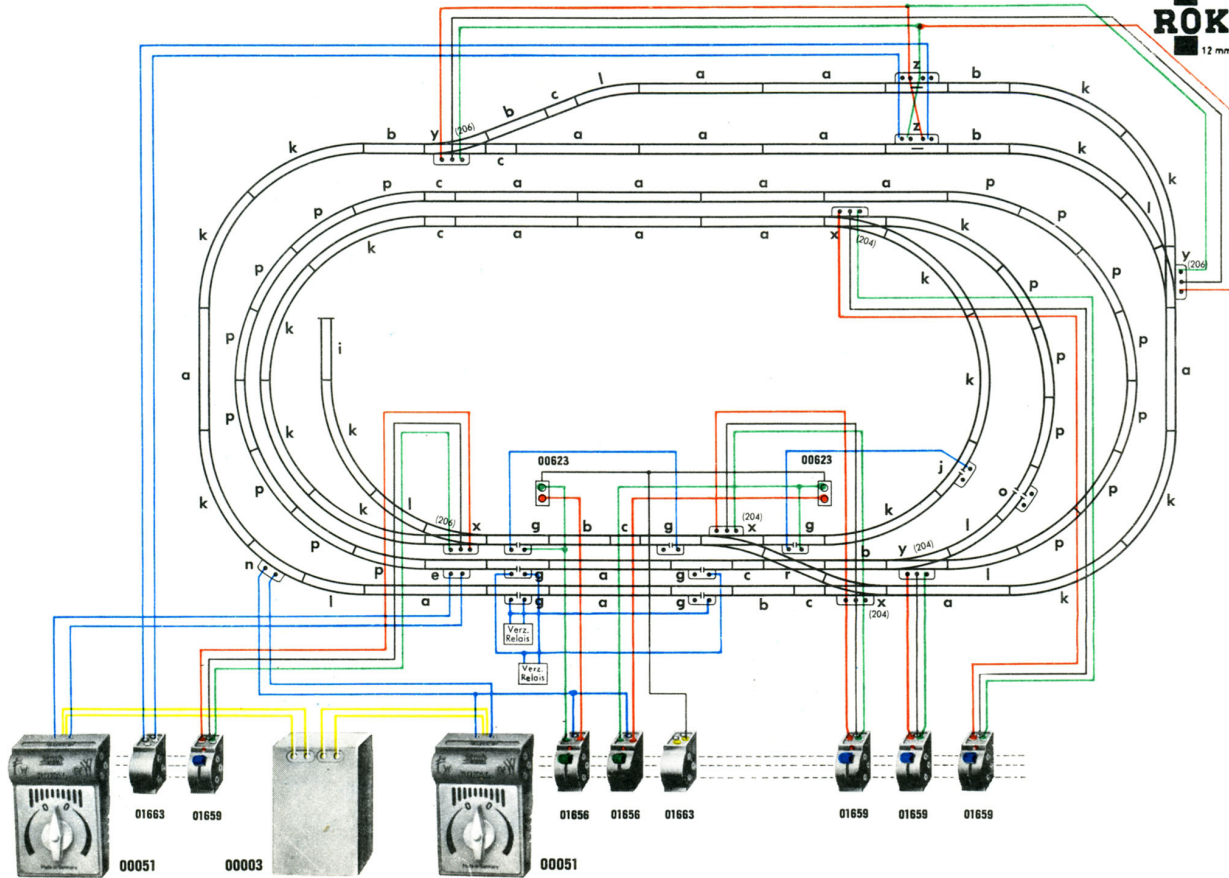 ROK
12 mm
z
l a a b
c k
b
y (206)
b z
k c a a a b k
k
p c a a a a p l
y (206)
k c a a a x (204) k p
k p k p
p k p p
i
a k k p p a
p k
00623 00623
j
o
k k p k
l (206) x g b c g (204) x g k l p
b y (204)
n p e g a g c r l
l a g a g b c x (204) a k
Verz.
Relais
Verz.
Relais
01663 01659 01656 01656 01663 01659 01659 01659
00051 00003 00051